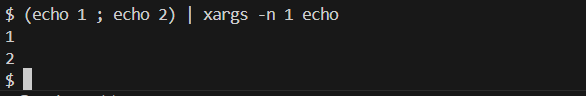 $ (echo 1 ; echo 2) | xargs -n 1 echo
1
2
$